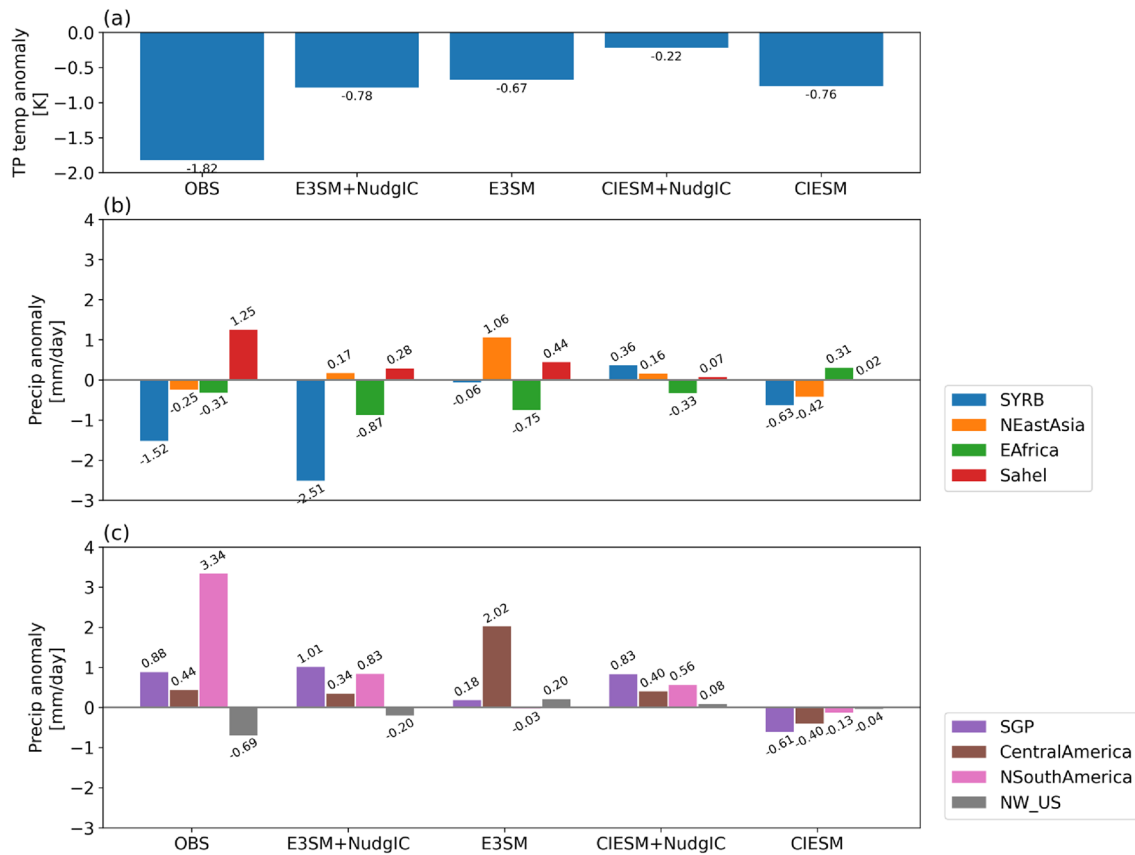 (a)
TP temp anomaly
[K]
0.0
−0.5
−1.0
−1.5
−2.0
-1.82
-0.78
-0.67
-0.22
-0.76
OBS
E3SM+NudgIC
E3SM
CIESM+NudgIC
CIESM
(b)
Precip anomaly
[mm/day]
4
3
2
1
0
−1
−2
−3
-1.52
-0.25
-0.31
1.25
-2.51
0.17
-0.87
0.28
-0.06
1.06
-0.75
0.44
0.36
0.16
-0.33
0.07
-0.63
-0.42
0.31
0.02
SYRB
NEastAsia
EAfrica
Sahel
(c)
Precip anomaly
[mm/day]
4
3
2
1
0
−1
−2
−3
0.88
0.44
3.34
-0.69
1.01
0.34
0.83
-0.20
0.18
2.02
-0.03
0.20
0.83
0.40
0.56
0.08
-0.61
-0.40
-0.13
-0.04
OBS
E3SM+NudgIC
E3SM
CIESM+NudgIC
CIESM
SGP
CentralAmerica
NSouthAmerica
NW_US